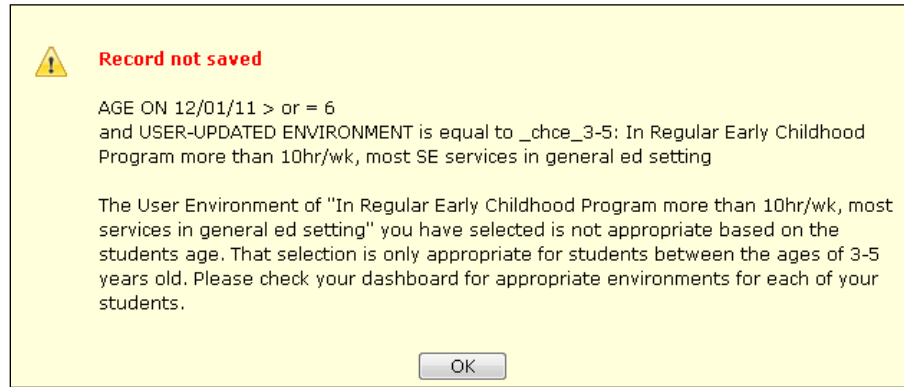 Record not saved
AGE ON 12/01/11 > or = 6
and USER-UPDATED ENVIRONMENT is equal to _chce_3-5: In Regular Early Childhood
Program more than 10hr/wk, most SE services in general ed setting
The User Environment of "In Regular Early Childhood Program more than 10hr/wk, most
services in general ed setting" you have selected is not appropriate based on the
students age. That selection is only appropriate for students between the ages of 3-5
years old. Please check your dashboard for appropriate environments for each of your
students.
OK